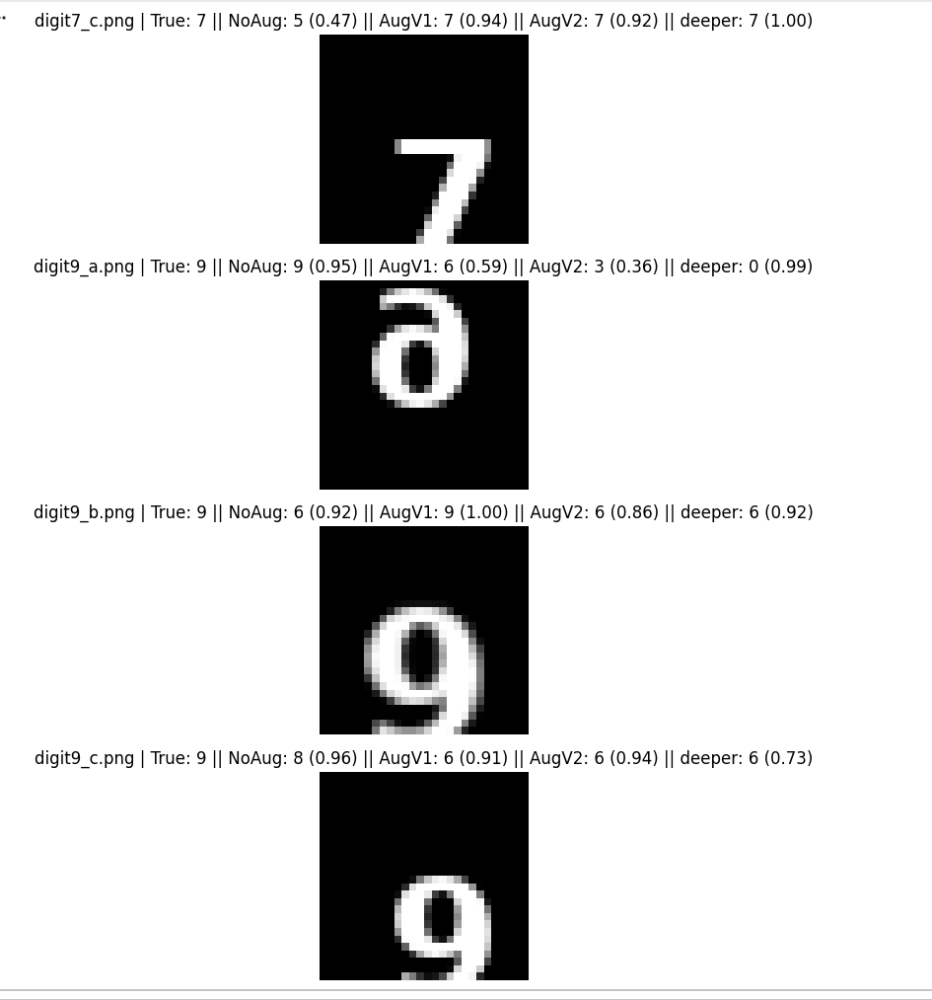 digit7_c.png | True: 7 || NoAug: 5 (0.47) || AugV1: 7 (0.94) || AugV2: 7 (0.92) || deeper: 7 (1.00)
7
digit9_a.png | True: 9 || NoAug: 9 (0.95) || AugV1: 6 (0.59) || AugV2: 3 (0.36) || deeper: 0 (0.99)
9
digit9_b.png | True: 9 || NoAug: 6 (0.92) || AugV1: 9 (1.00) || AugV2: 6 (0.86) || deeper: 6 (0.92)
9
digit9_c.png | True: 9 || NoAug: 8 (0.96) || AugV1: 6 (0.91) || AugV2: 6 (0.94) || deeper: 6 (0.73)
9